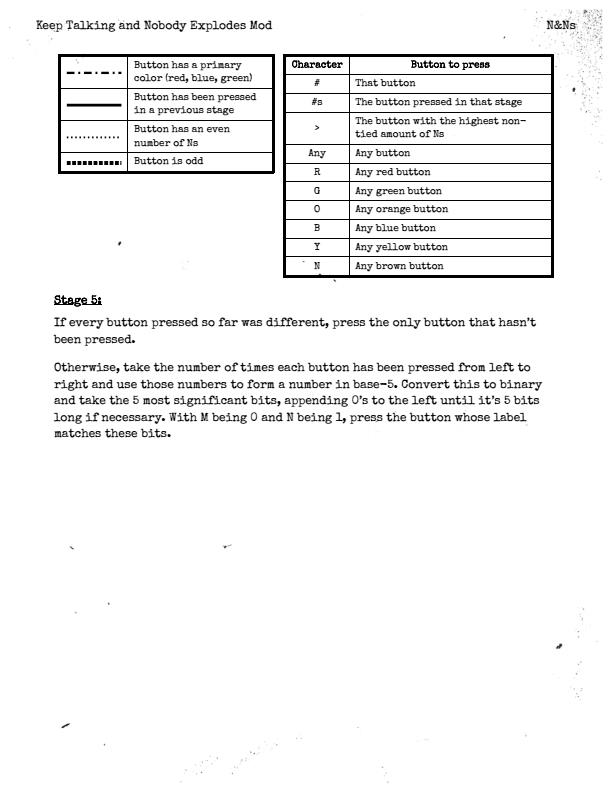 Keep Talking and Nobody Explodes Mod
N&Ns
Button has a primary
color (red, blue, green)
Button has been pressed
in a previous stage
Button has an even
number of Ns
Button is odd
Character Button to press
# That button
#s The button pressed in that stage
> The button with the highest non-
tied amount of Ns
Any Any button
R Any red button
G Any green button
O Any orange button
B Any blue button
Y Any yellow button
N Any brown button
Stage 5:
If every button pressed so far was different, press the only button that hasn't
been pressed.
Otherwise, take the number of times each button has been pressed from left to
right and use those numbers to form a number in base-5. Convert this to binary
and take the 5 most significant bits, appending 0's to the left until it's 5 bits
long if necessary. With M being 0 and N being 1, press the button whose label
matches these bits.